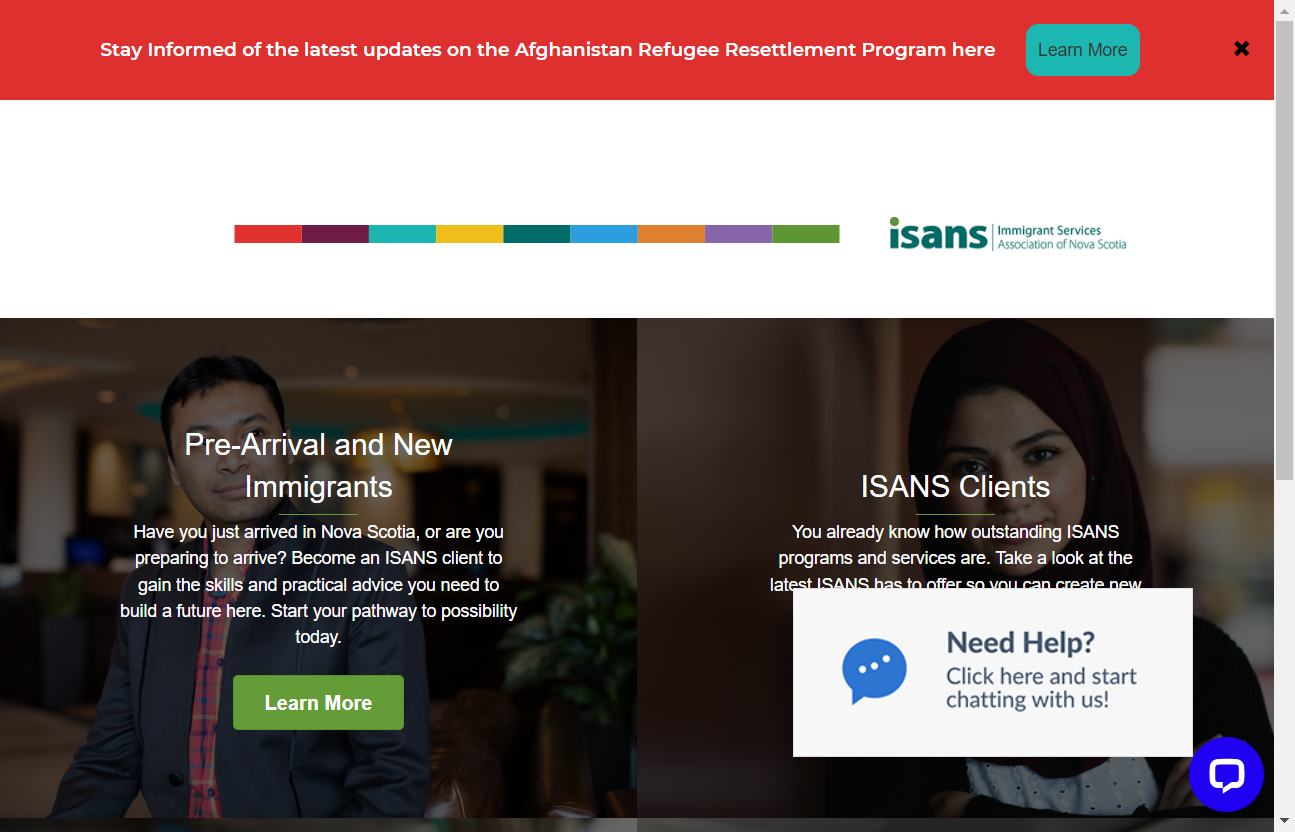 Stay Informed of the latest updates on the Afghanistan Refugee Resettlement Program here
Learn More
isans
Immigrant Services
Association of Nova Scotia
Pre-Arrival and New
Immigrants
Have you just arrived in Nova Scotia, or are you
preparing to arrive? Become an ISANS client to
gain the skills and practical advice you need to
build a future here. Start your pathway to possibility
today.
Learn More
ISANS Clients
You already know how outstanding ISANS
programs and services are. Take a look at the
latest ISANS has to offer so you can create new
Need Help?
Click here and start
chatting with us!